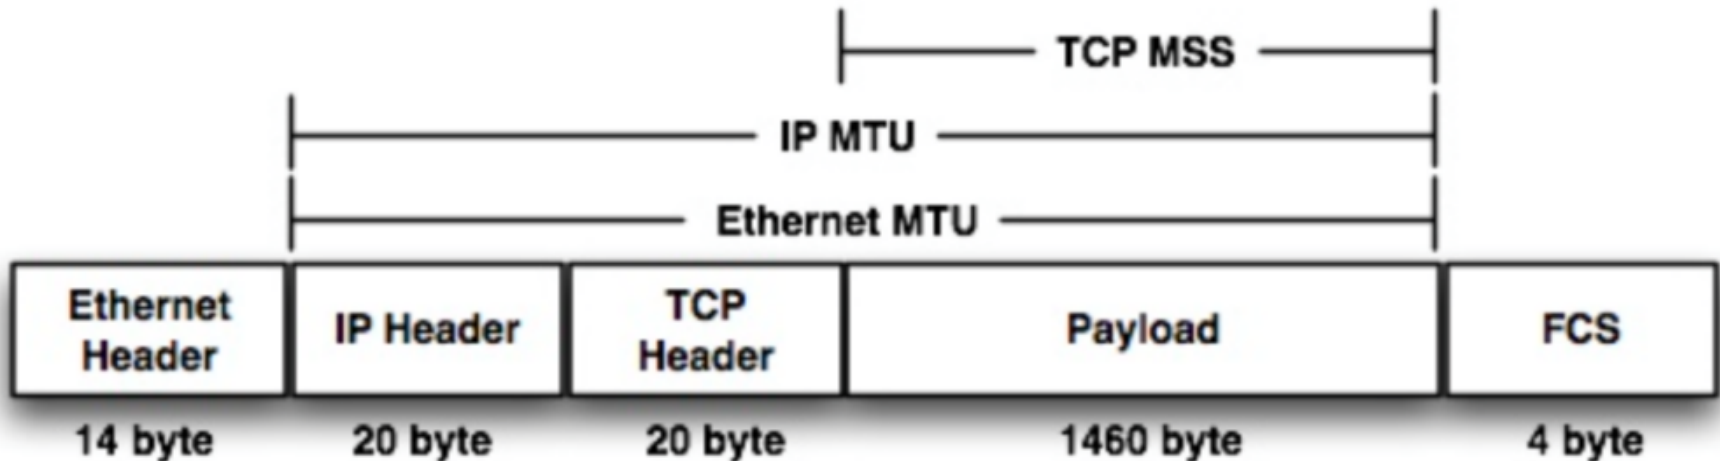 TCP MSS
IP MTU
Ethernet MTU
Ethernet
Header
IP Header
TCP
Header
Payload
FCS
14 byte
20 byte
20 byte
1460 byte
4 byte